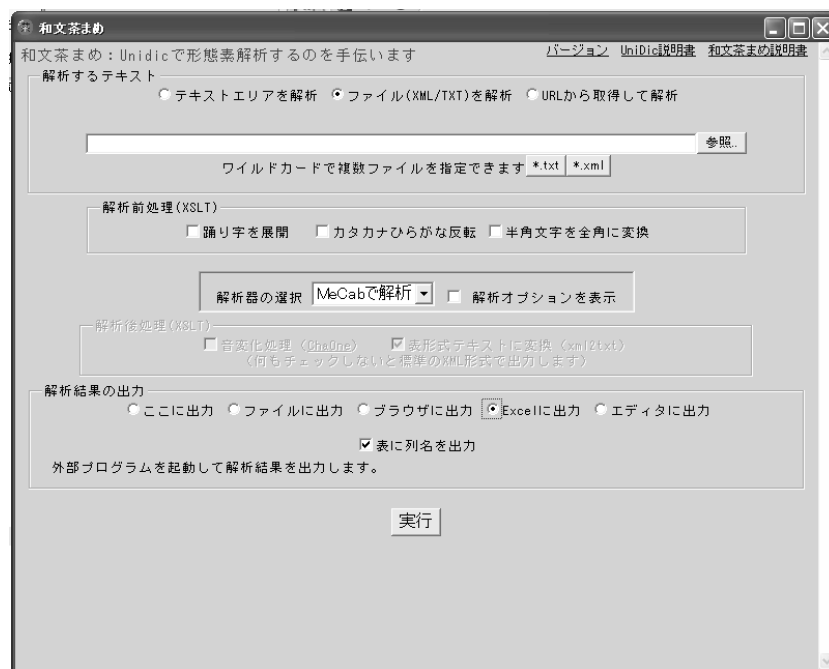 和文茶まめ
和文茶まめ：Unidicで形態素解析するのを手伝います
バージョン UniDic説明書 和文茶まめ説明書
解析するテキスト
テキストエリアを解析 ファイル(XML/TXT)を解析 URLから取得して解析
参照..
ワイルドカードで複数ファイルを指定できます *.txt *.xml
解析前処理(XSLT)
踊り字を展開 カタカナひらがな反転 半角文字を全角に変換
解析器の選択 MeCabで解析 解析オプションを表示
解析後処理(XSLT)
音変化処理（ChaOne） 表形式テキストに変換（xml2txt）
（何もチェックしないと標準のXML形式で出力します）
解析結果の出力
ここに出力 ファイルに出力 ブラウザに出力 Excelに出力 エディタに出力
表に列名を出力
外部プログラムを起動して解析結果を出力します。
実行